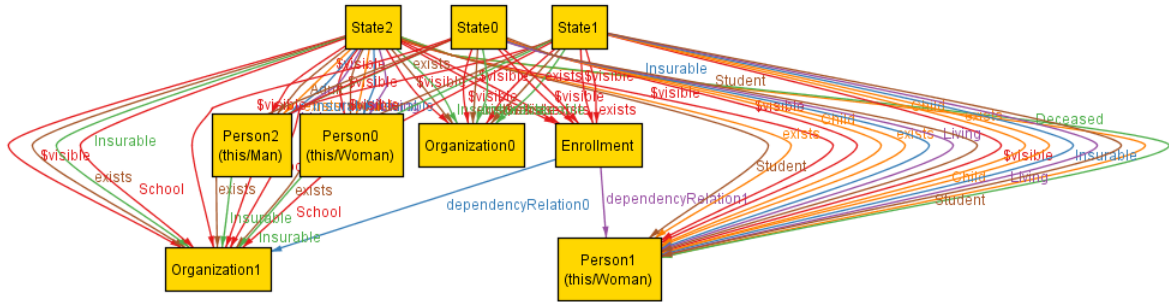 State2
State0
State1
$visible
exists
$visible
$visible
exists
$visible
Insurable
Student
$visible
$visible
$visible
$visible
$visible
Child
exists
Deceased
$visible
exists
Person2
(this/Man)
Person0
(this/Woman)
Organization0
Enrollment
Insurable
$visible
exists
School
exists
exists
School
Insurable
Insurable
dependencyRelation0
dependencyRelation1
exists
Child
exists
Living
Student
$visible
Insurable
Child
Living
Student
Organization1
Person1
(this/Woman)